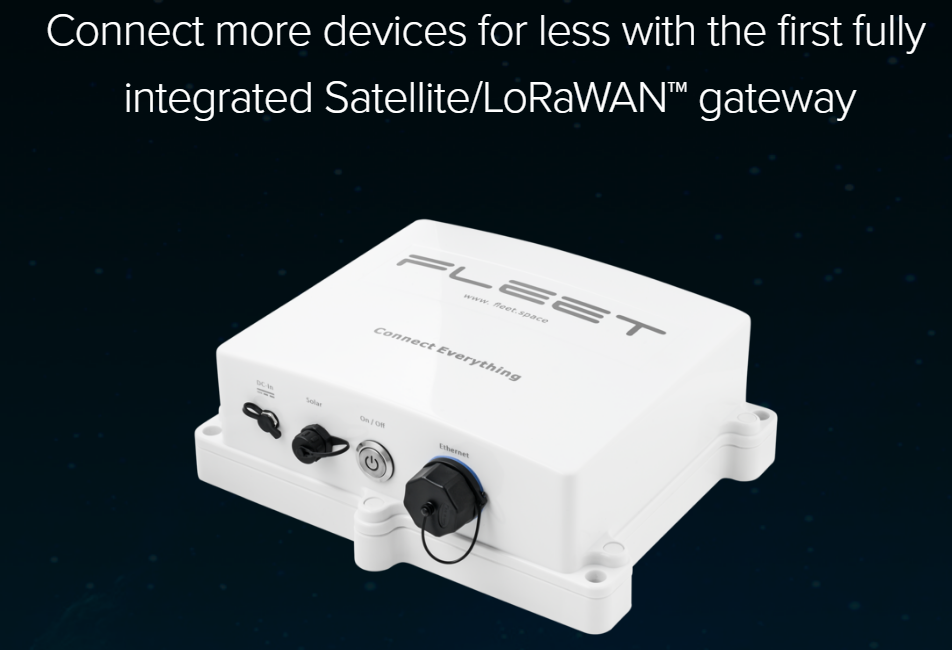 Connect more devices for less with the first fully
integrated Satellite/LoRaWAN™ gateway
FLEET
www. fleet.space
Connect Everything
DC In
Solar
On / Off
Ethernet